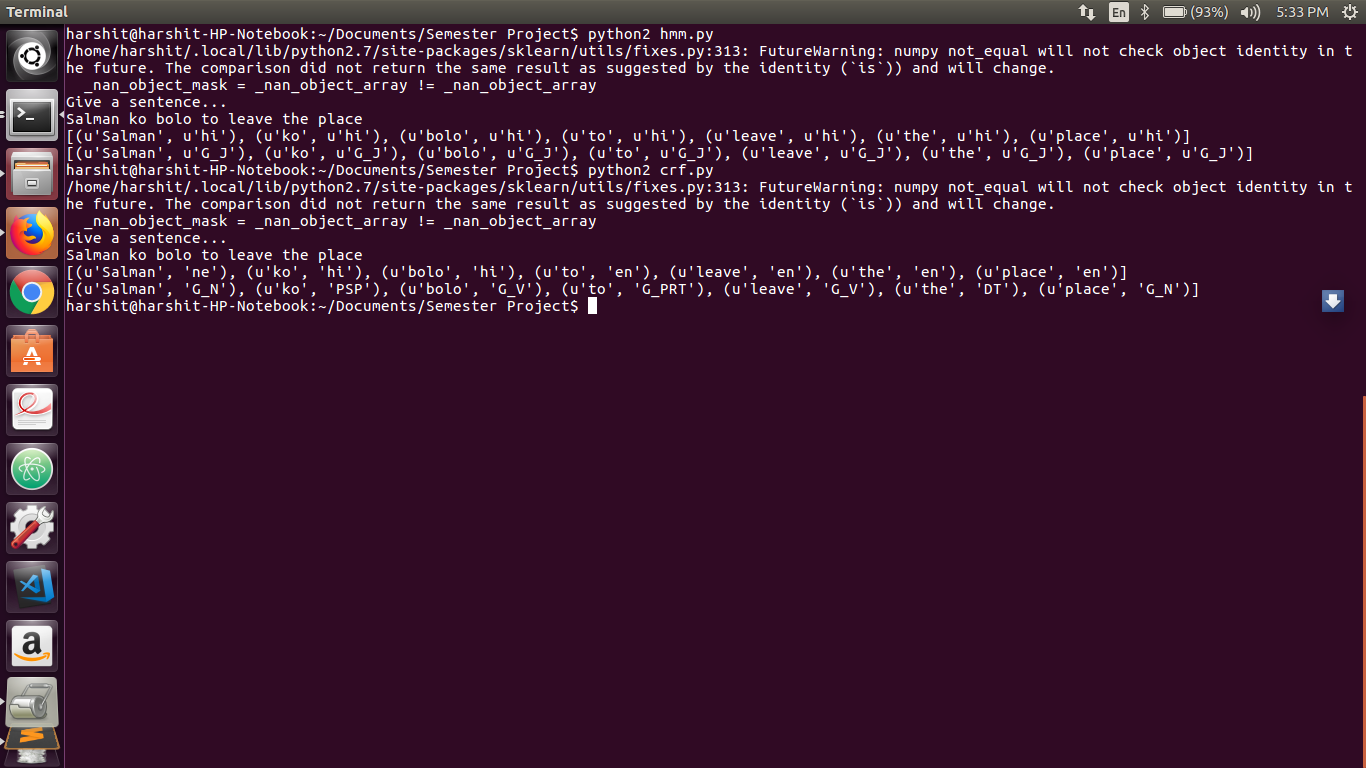 Terminal
En
(93%)
5:33 PM
harshit@harshit-HP-Notebook:~/Documents/Semester Project$ python2 hmm.py
/home/harshit/.local/lib/python2.7/site-packages/sklearn/utils/fixes.py:313: FutureWarning: numpy not_equal will not check object identity in t
he future. The comparison did not return the same result as suggested by the identity (`is`)) and will change.
  _nan_object_mask = _nan_object_array != _nan_object_array
Give a sentence...
Salman ko bolo to leave the place
[(u'Salman', u'hi'), (u'ko', u'hi'), (u'bolo', u'hi'), (u'to', u'hi'), (u'leave', u'hi'), (u'the', u'hi'), (u'place', u'hi')]
[(u'Salman', u'G_J'), (u'ko', u'G_J'), (u'bolo', u'G_J'), (u'to', u'G_J'), (u'leave', u'G_J'), (u'the', u'G_J'), (u'place', u'G_J')]
harshit@harshit-HP-Notebook:~/Documents/Semester Project$ python2 crf.py
/home/harshit/.local/lib/python2.7/site-packages/sklearn/utils/fixes.py:313: FutureWarning: numpy not_equal will not check object identity in t
he future. The comparison did not return the same result as suggested by the identity (`is`)) and will change.
  _nan_object_mask = _nan_object_array != _nan_object_array
Give a sentence...
Salman ko bolo to leave the place
[(u'Salman', 'ne'), (u'ko', 'hi'), (u'bolo', 'hi'), (u'to', 'en'), (u'leave', 'en'), (u'the', 'en'), (u'place', 'en')]
[(u'Salman', 'G_N'), (u'ko', 'PSP'), (u'bolo', 'G_V'), (u'to', 'G_PRT'), (u'leave', 'G_V'), (u'the', 'DT'), (u'place', 'G_N')]
harshit@harshit-HP-Notebook:~/Documents/Semester Project$